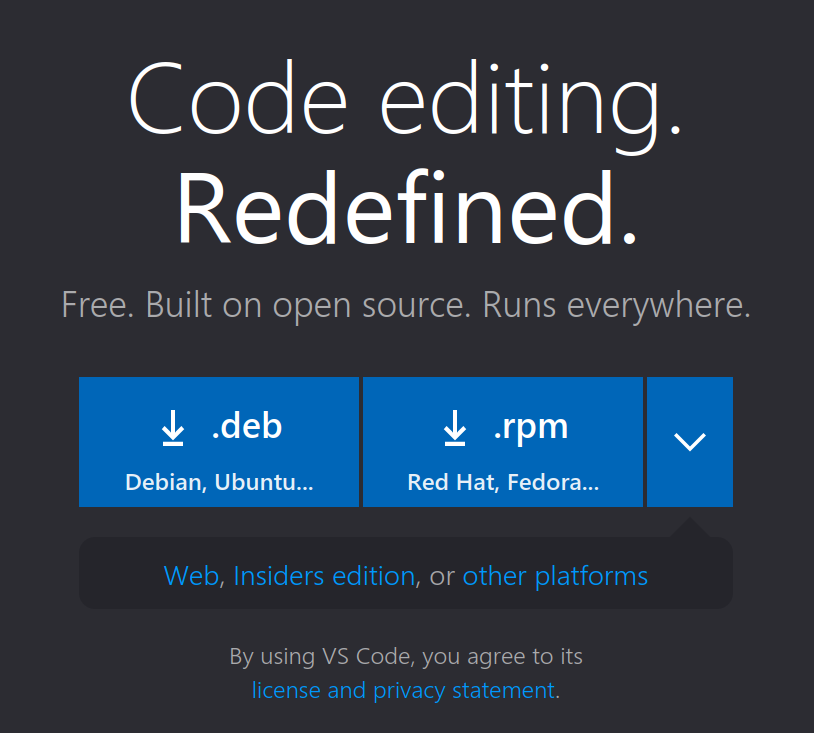 Code editing.
Redefined.
Free. Built on open source. Runs everywhere.
.deb
Debian, Ubuntu...
.rpm
Red Hat, Fedora...
Web, Insiders edition, or other platforms
By using VS Code, you agree to its
license and privacy statement.